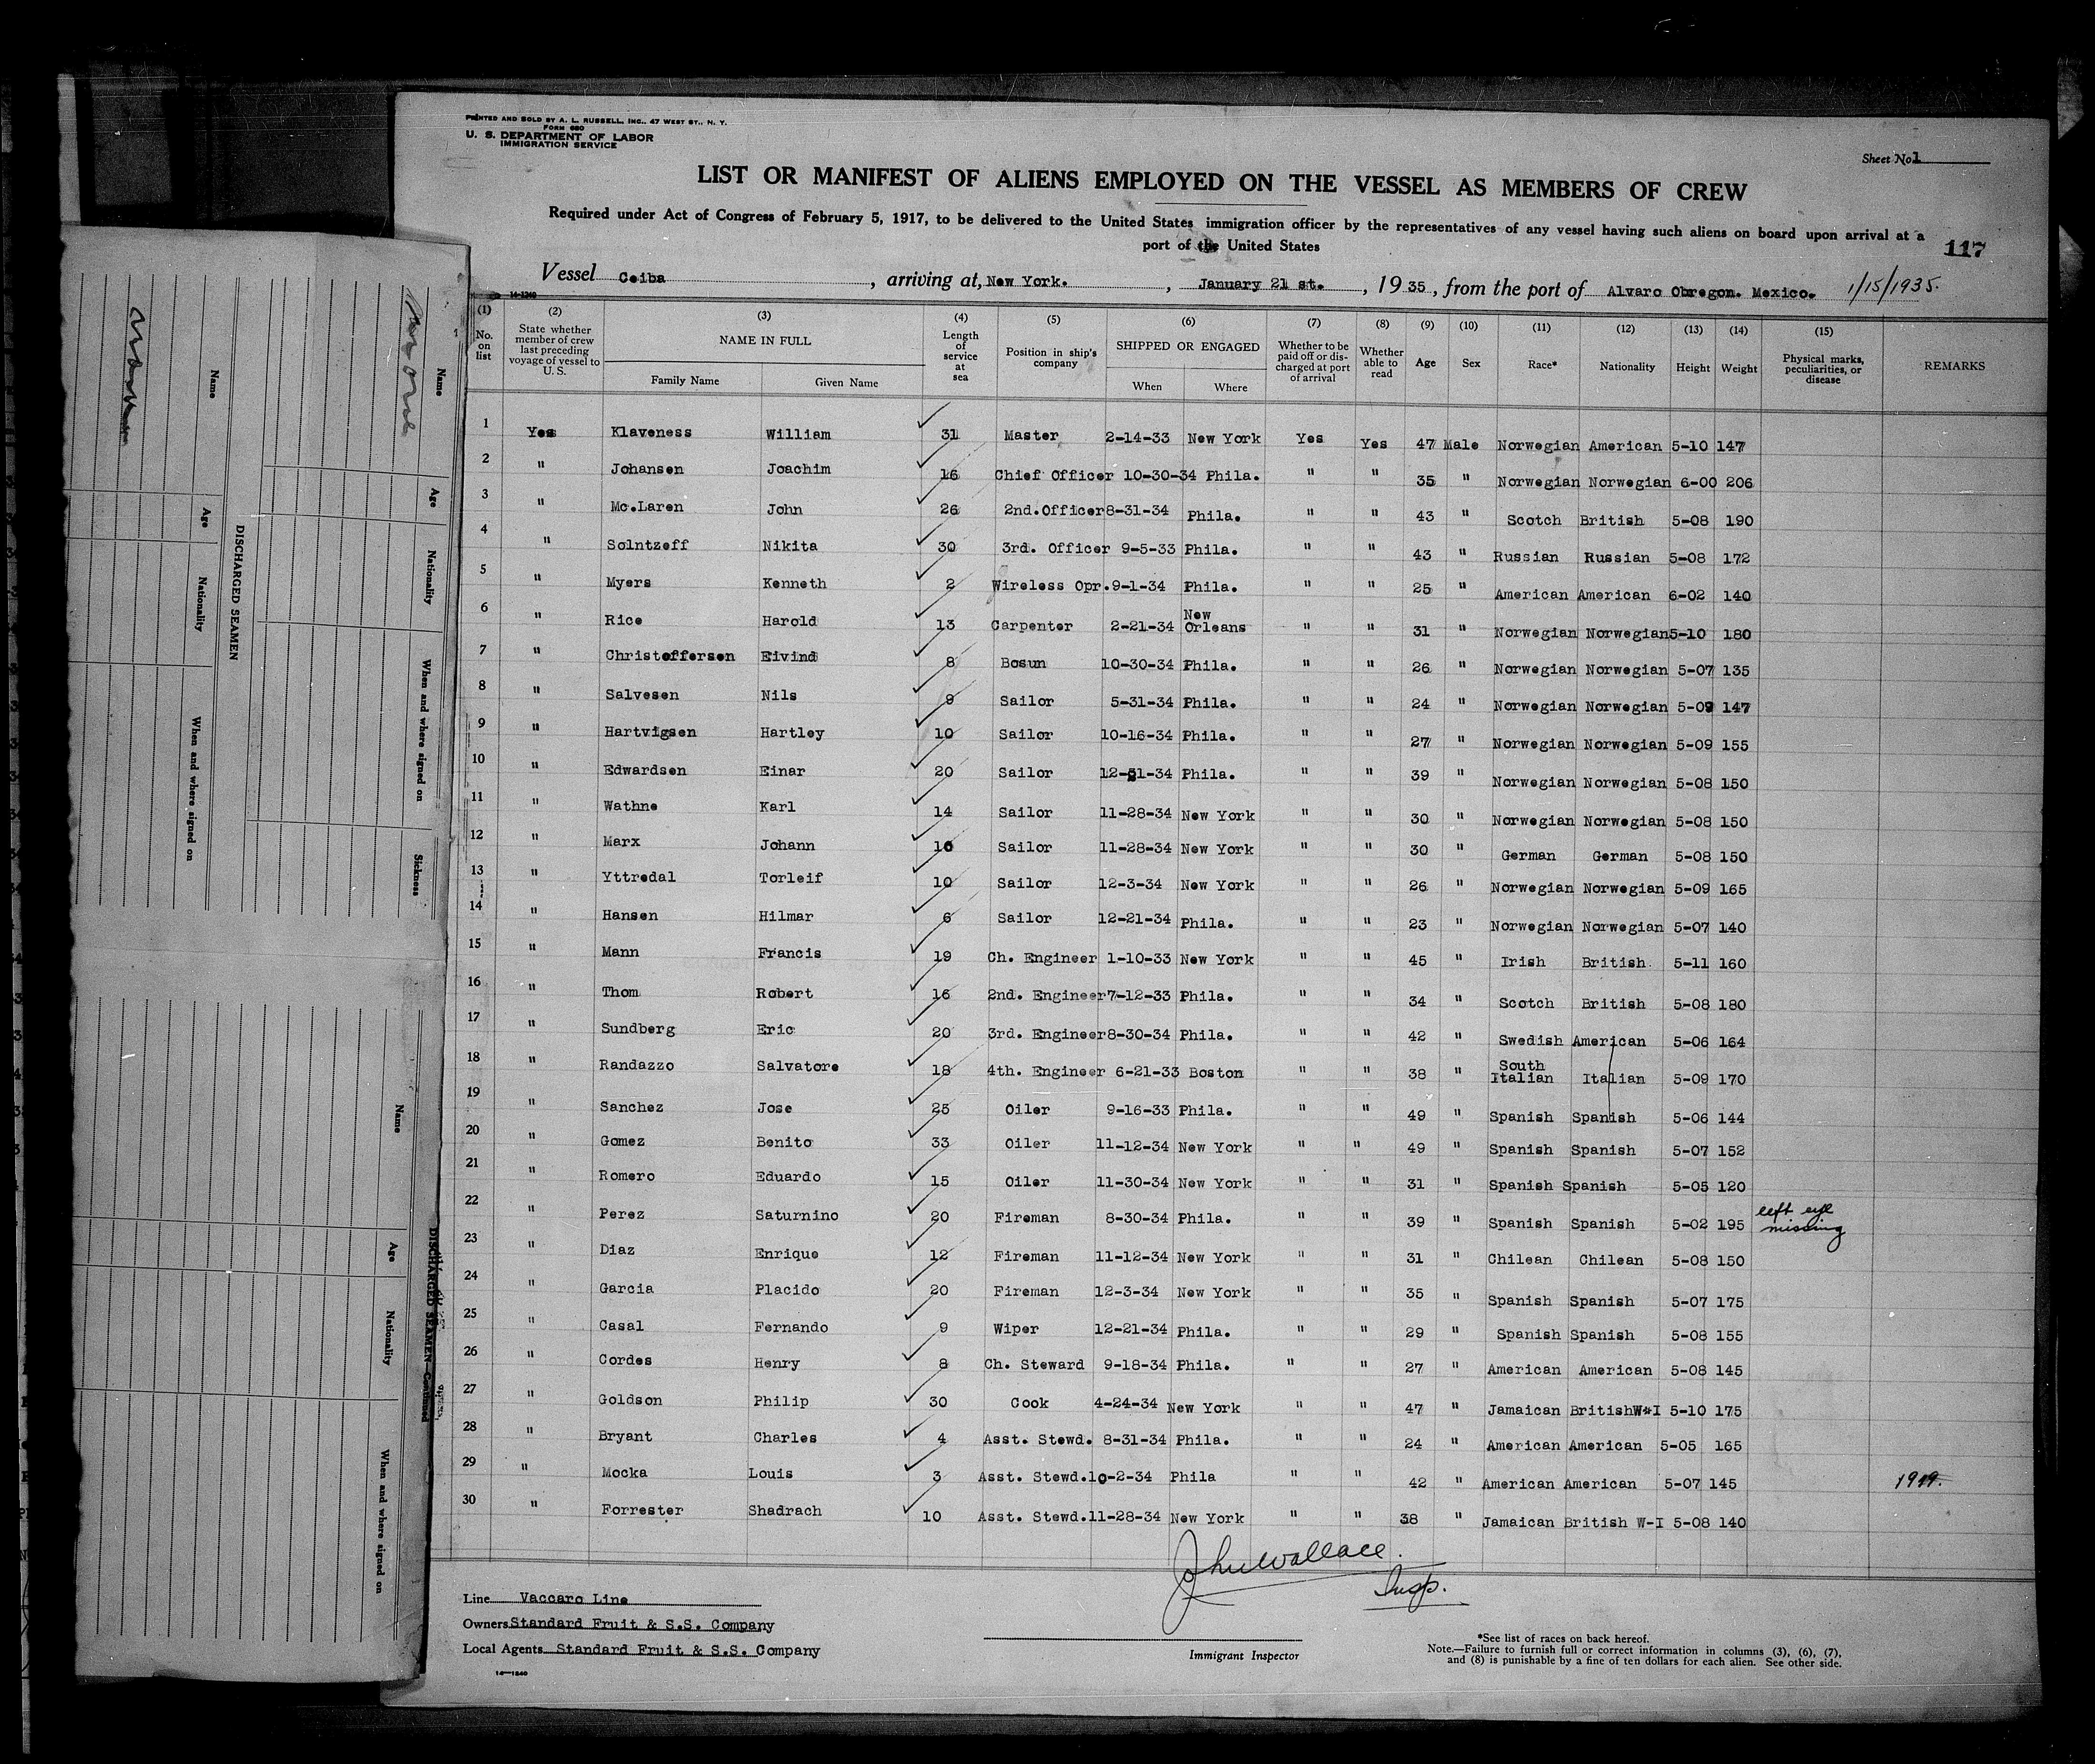 PRINTED AND SOLD BY A. L. RUSSELL, INC., 47 WEST ST., N. Y.
FORM 680
U. S. DEPARTMENT OF LABOR
IMMIGRATION SERVICE
Sheet No 1
LIST OR MANIFEST OF ALIENS EMPLOYED ON THE VESSEL AS MEMBERS OF CREW
Required under Act of Congress of February 5, 1917, to be delivered to the United States immigration officer by the representatives of any vessel having such aliens on board upon arrival at a
port of the United States
117
Vessel Ceiba, arriving at, New York., January 21 st., 1935, from the port of Alvaro Obregon. Mexico. 1/15/1935.
14-1240
(1) No. on list (2) State whether member of crew last preceding voyage of vessel to U. S. (3) NAME IN FULL Family Name Given Name (4) Length of service at sea (5) Position in ship's company (6) SHIPPED OR ENGAGED When Where (7) Whether to be paid off or discharged at port of arrival (8) Whether able to read (9) Age (10) Sex (11) Race* (12) Nationality (13) Height (14) Weight (15) Physical marks, peculiarities, or disease REMARKS
1 Yes Klaveness William 31 Master 2-14-33 New York Yes Yes 47 Male Norwegian American 5-10 147
2 " Johansen Joachim 16 Chief Officer 10-30-34 Phila. " " 35 " Norwegian Norwegian 6-00 206
3 " Mc.Laren John 26 2nd.Officer 8-31-34 Phila. " " 43 " Scotch British 5-08 190
4 " Solntzeff Nikita 30 3rd. Officer 9-5-33 Phila. " " 43 " Russian Russian 5-08 172
5 " Myers Kenneth 2 Wireless Opr. 9-1-34 Phila. " " 25 " American American 6-02 140
6 " Rice Harold 13 Carpenter 2-21-34 New Orleans " " 31 " Norwegian Norwegian 5-10 180
7 " Christoffersen Eivind 8 Bosun 10-30-34 Phila. " " 26 " Norwegian Norwegian 5-07 135
8 " Salvesen Nils 9 Sailor 5-31-34 Phila. " " 24 " Norwegian Norwegian 5-09 147
9 " Hartvigsen Hartley 10 Sailor 10-16-34 Phila. " " 27 " Norwegian Norwegian 5-09 155
10 " Edwardsen Einar 20 Sailor Phila. " " 39 " Norwegian Norwegian 5-08 150
11 " Wathne Karl 14 Sailor 11-28-34 New York " " 30 " Norwegian Norwegian 5-08 150
12 " Marx Johann 10 Sailor 11-28-34 New York " " 30 " German German 5-08 150
13 " Yttredal Torleif 10 Sailor 12-3-34 New York " " 26 " Norwegian Norwegian 5-09 165
14 " Hansen Hilmar 6 Sailor 12-21-34 Phila. " " 23 " Norwegian Norwegian 5-07 140
15 " Mann Francis 19 Ch. Engineer 1-10-33 New York " " 45 " Irish British 5-11 160
16 " Thom Robert 16 2nd. Engineer 7-12-33 Phila. " " 34 " Scotch British 5-08 180
17 " Sundberg Eric 20 3rd. Engineer 8-30-34 Phila. " " 42 " Swedish American 5-06 164
18 " Randazzo Salvatore 18 4th. Engineer 6-21-33 Boston " " 38 " South Italian Italian 5-09 170
19 " Sanchez Jose 25 Oiler 9-16-33 Phila. " " 49 " Spanish Spanish 5-06 144
20 " Gomez Benito 33 Oiler 11-12-34 New York " " 49 " Spanish Spanish 5-07 152
21 " Romero Eduardo 15 Oiler 11-30-34 New York " " 31 " Spanish Spanish 5-05 120
22 " Perez Saturnino 20 Fireman 8-30-34 Phila. " " 39 " Spanish Spanish 5-02 195 left eye missing
23 " Diaz Enrique 12 Fireman 11-12-34 New York " " 31 " Chilean Chilean 5-08 150
24 " Garcia Placido 20 Fireman 12-3-34 New York " " 35 " Spanish Spanish 5-07 175
25 " Casal Fernando 9 Wiper 12-21-34 Phila. " " 29 " Spanish Spanish 5-08 155
26 " Cordes Henry 8 Ch. Steward 9-18-34 Phila. " " 27 " American American 5-08 145
27 " Goldson Philip 30 Cook 4-24-34 New York " " 47 " Jamaican British W-I 5-10 175
28 " Bryant Charles 4 Asst. Stewd. 8-31-34 Phila. " " 24 " American American 5-05 165
29 " Mocka Louis 3 Asst. Stewd. 10-2-34 Phila " " 42 " American American 5-07 145 1919.
30 " Forrester Shadrach 10 Asst. Stewd. 11-28-34 New York " " 38 " Jamaican British W-I 5-08 140
John Wallace.
Insp.
Line Vaccaro Line
Owners Standard Fruit & S.S. Company
Local Agents Standard Fruit & S.S. Company
14-1240
Immigrant Inspector
*See list of races on back hereof.
Note.—Failure to furnish full or correct information in columns (3), (6), (7),
and (8) is punishable by a fine of ten dollars for each alien. See other side.
Name Age Nationality When and where signed on Sickness
DISCHARGED SEAMEN
Name Age Nationality When and where signed on
DISCHARGED SEAMEN—Continued
Name Age Nationality When and where signed on